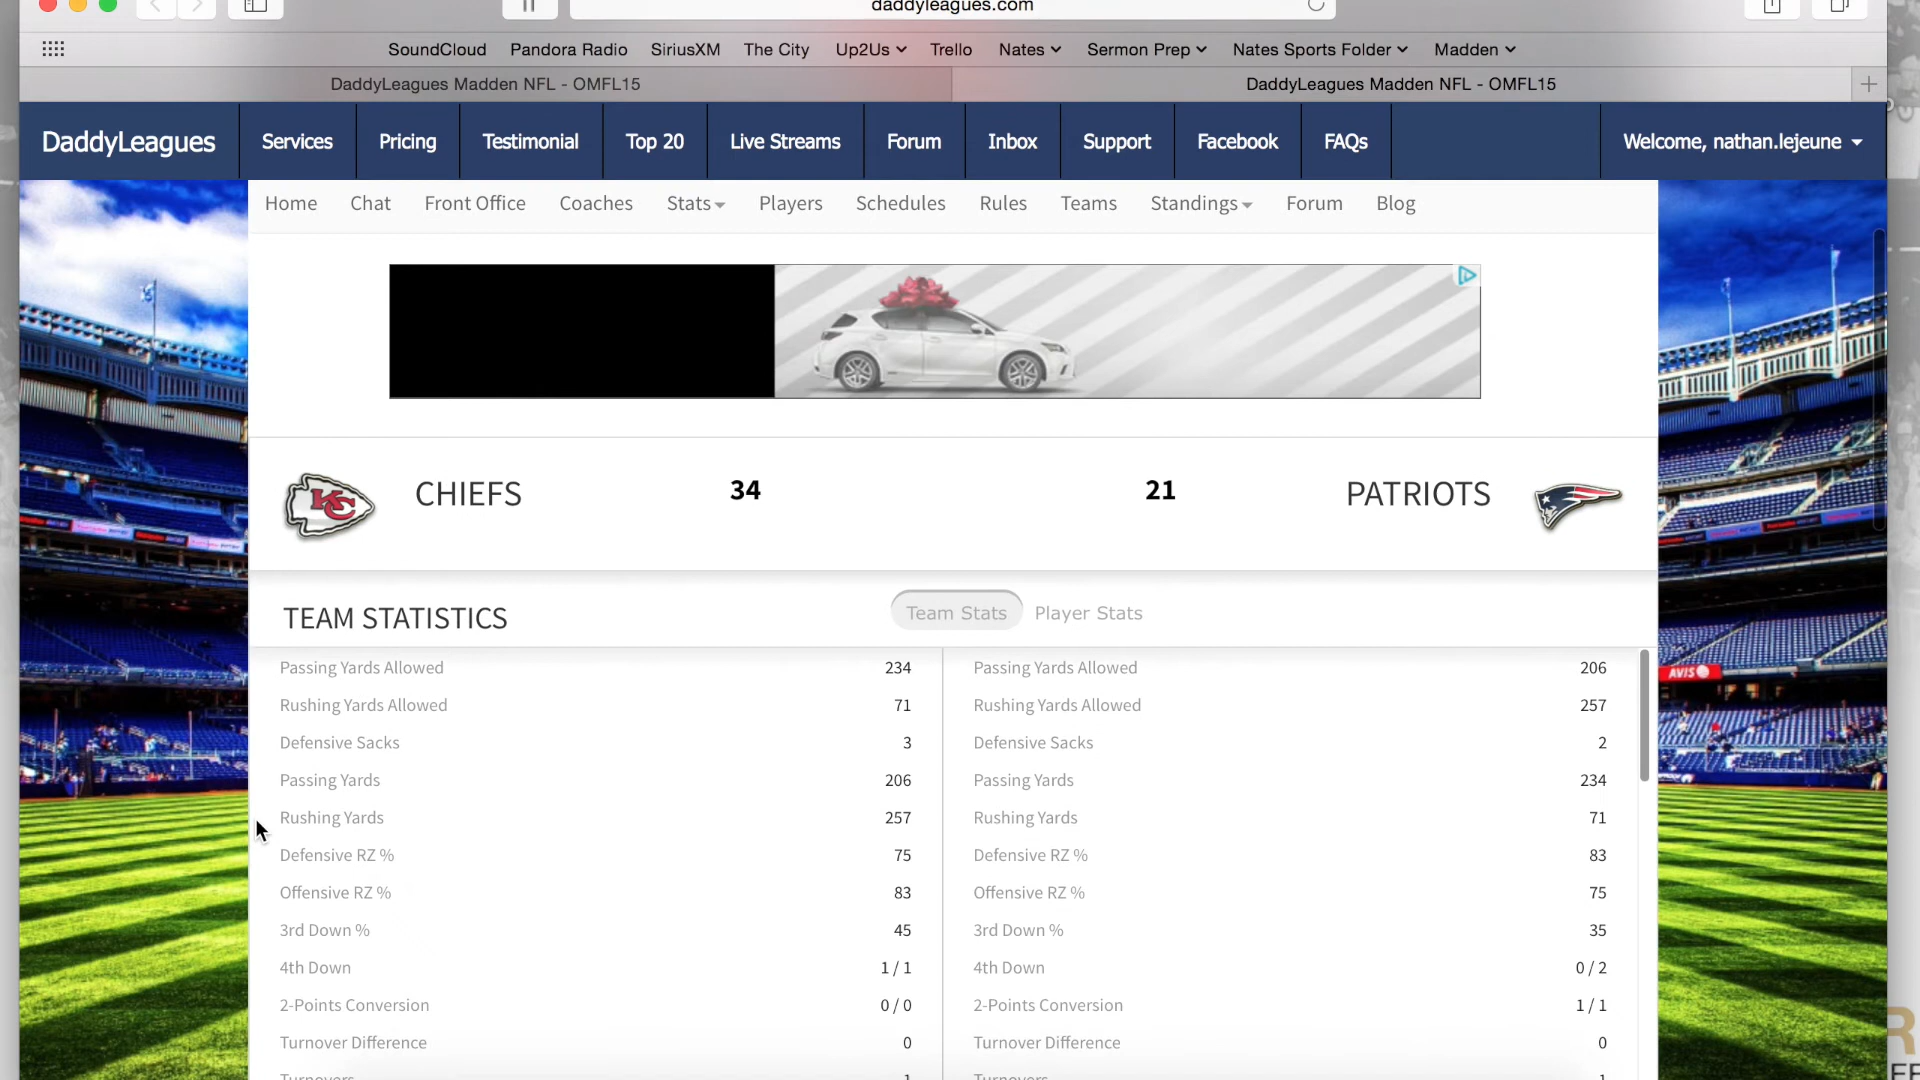 daddyleagues.com
SoundCloud Pandora Radio SiriusXM The City Up2Us Trello Nates Sermon Prep Nates Sports Folder Madden
DaddyLeagues Madden NFL - OMFL15 DaddyLeagues Madden NFL - OMFL15
DaddyLeagues Services Pricing Testimonial Top 20 Live Streams Forum Inbox Support Facebook FAQs Welcome, nathan.lejeune
Home Chat Front Office Coaches Stats Players Schedules Rules Teams Standings Forum Blog
KC CHIEFS 34 21 PATRIOTS
TEAM STATISTICS Team Stats Player Stats
Passing Yards Allowed 234 Passing Yards Allowed 206
Rushing Yards Allowed 71 Rushing Yards Allowed 257
AVIS
Defensive Sacks 3 Defensive Sacks 2
Passing Yards 206 Passing Yards 234
Rushing Yards 257 Rushing Yards 71
Defensive RZ % 75 Defensive RZ % 83
Offensive RZ % 83 Offensive RZ % 75
3rd Down % 45 3rd Down % 35
4th Down 1 / 1 4th Down 0 / 2
2-Points Conversion 0 / 0 2-Points Conversion 1 / 1
Turnover Difference 0 Turnover Difference 0
Turnovers 1 Turnovers 1